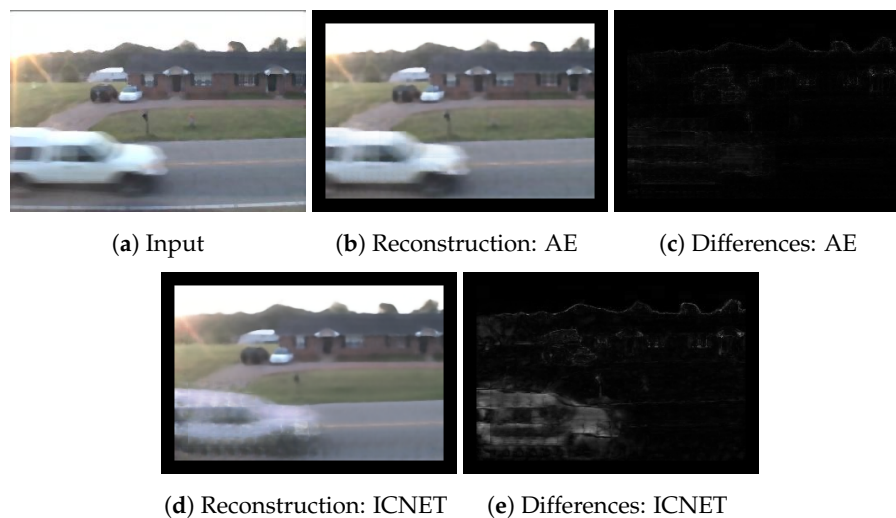 (a) Input
(b) Reconstruction: AE
(c) Differences: AE
(d) Reconstruction: ICNET
(e) Differences: ICNET